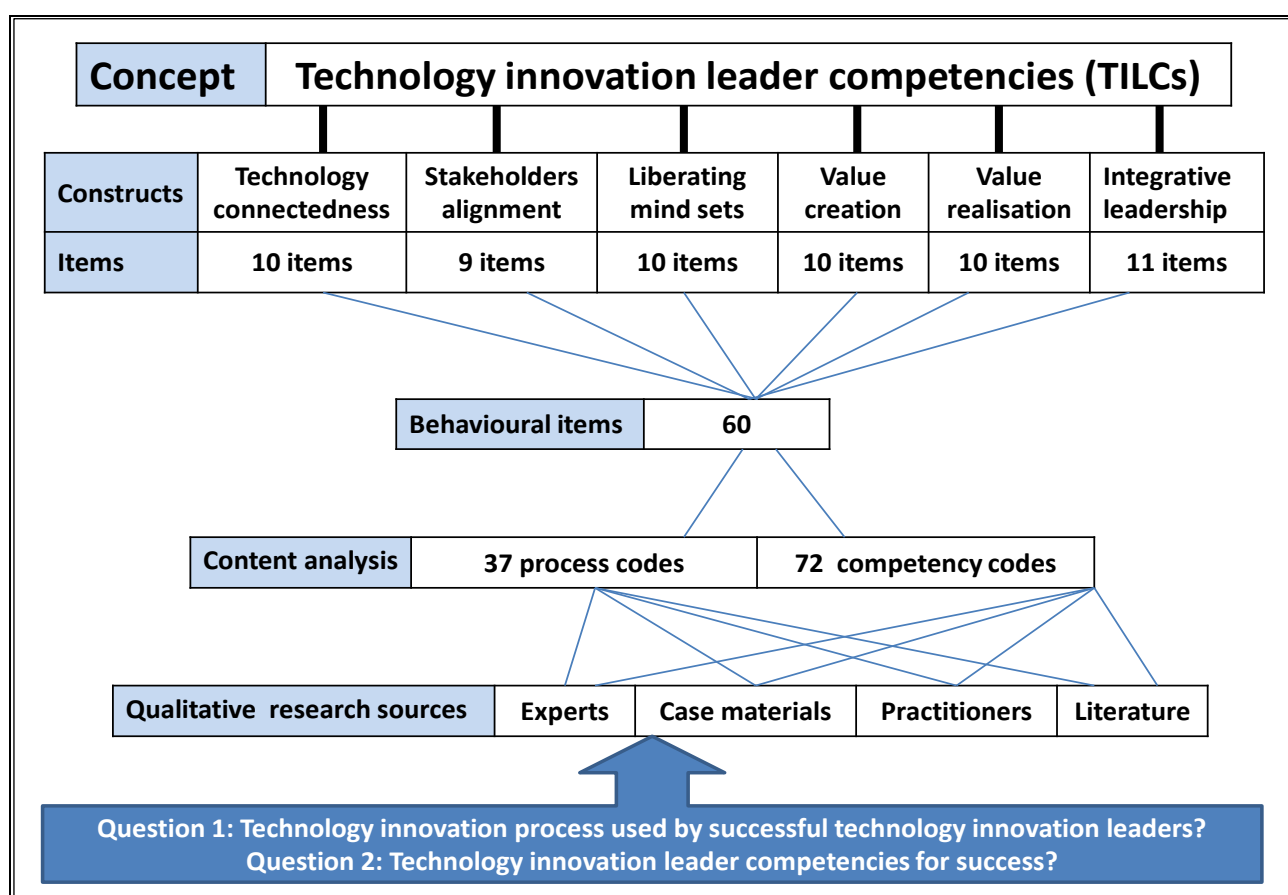 Concept Technology innovation leader competencies (TILCs)
Constructs
Technology
connectedness
Stakeholders
alignment
Liberating
mind sets
Value
creation
Value
realisation
Integrative
leadership
Items 10 items 9 items 10 items 10 items 10 items 11 items
Behavioural items 60
Content analysis 37 process codes 72 competency codes
Qualitative research sources Experts Case materials Practitioners Literature
Question 1: Technology innovation process used by successful technology innovation leaders?
Question 2: Technology innovation leader competencies for success?